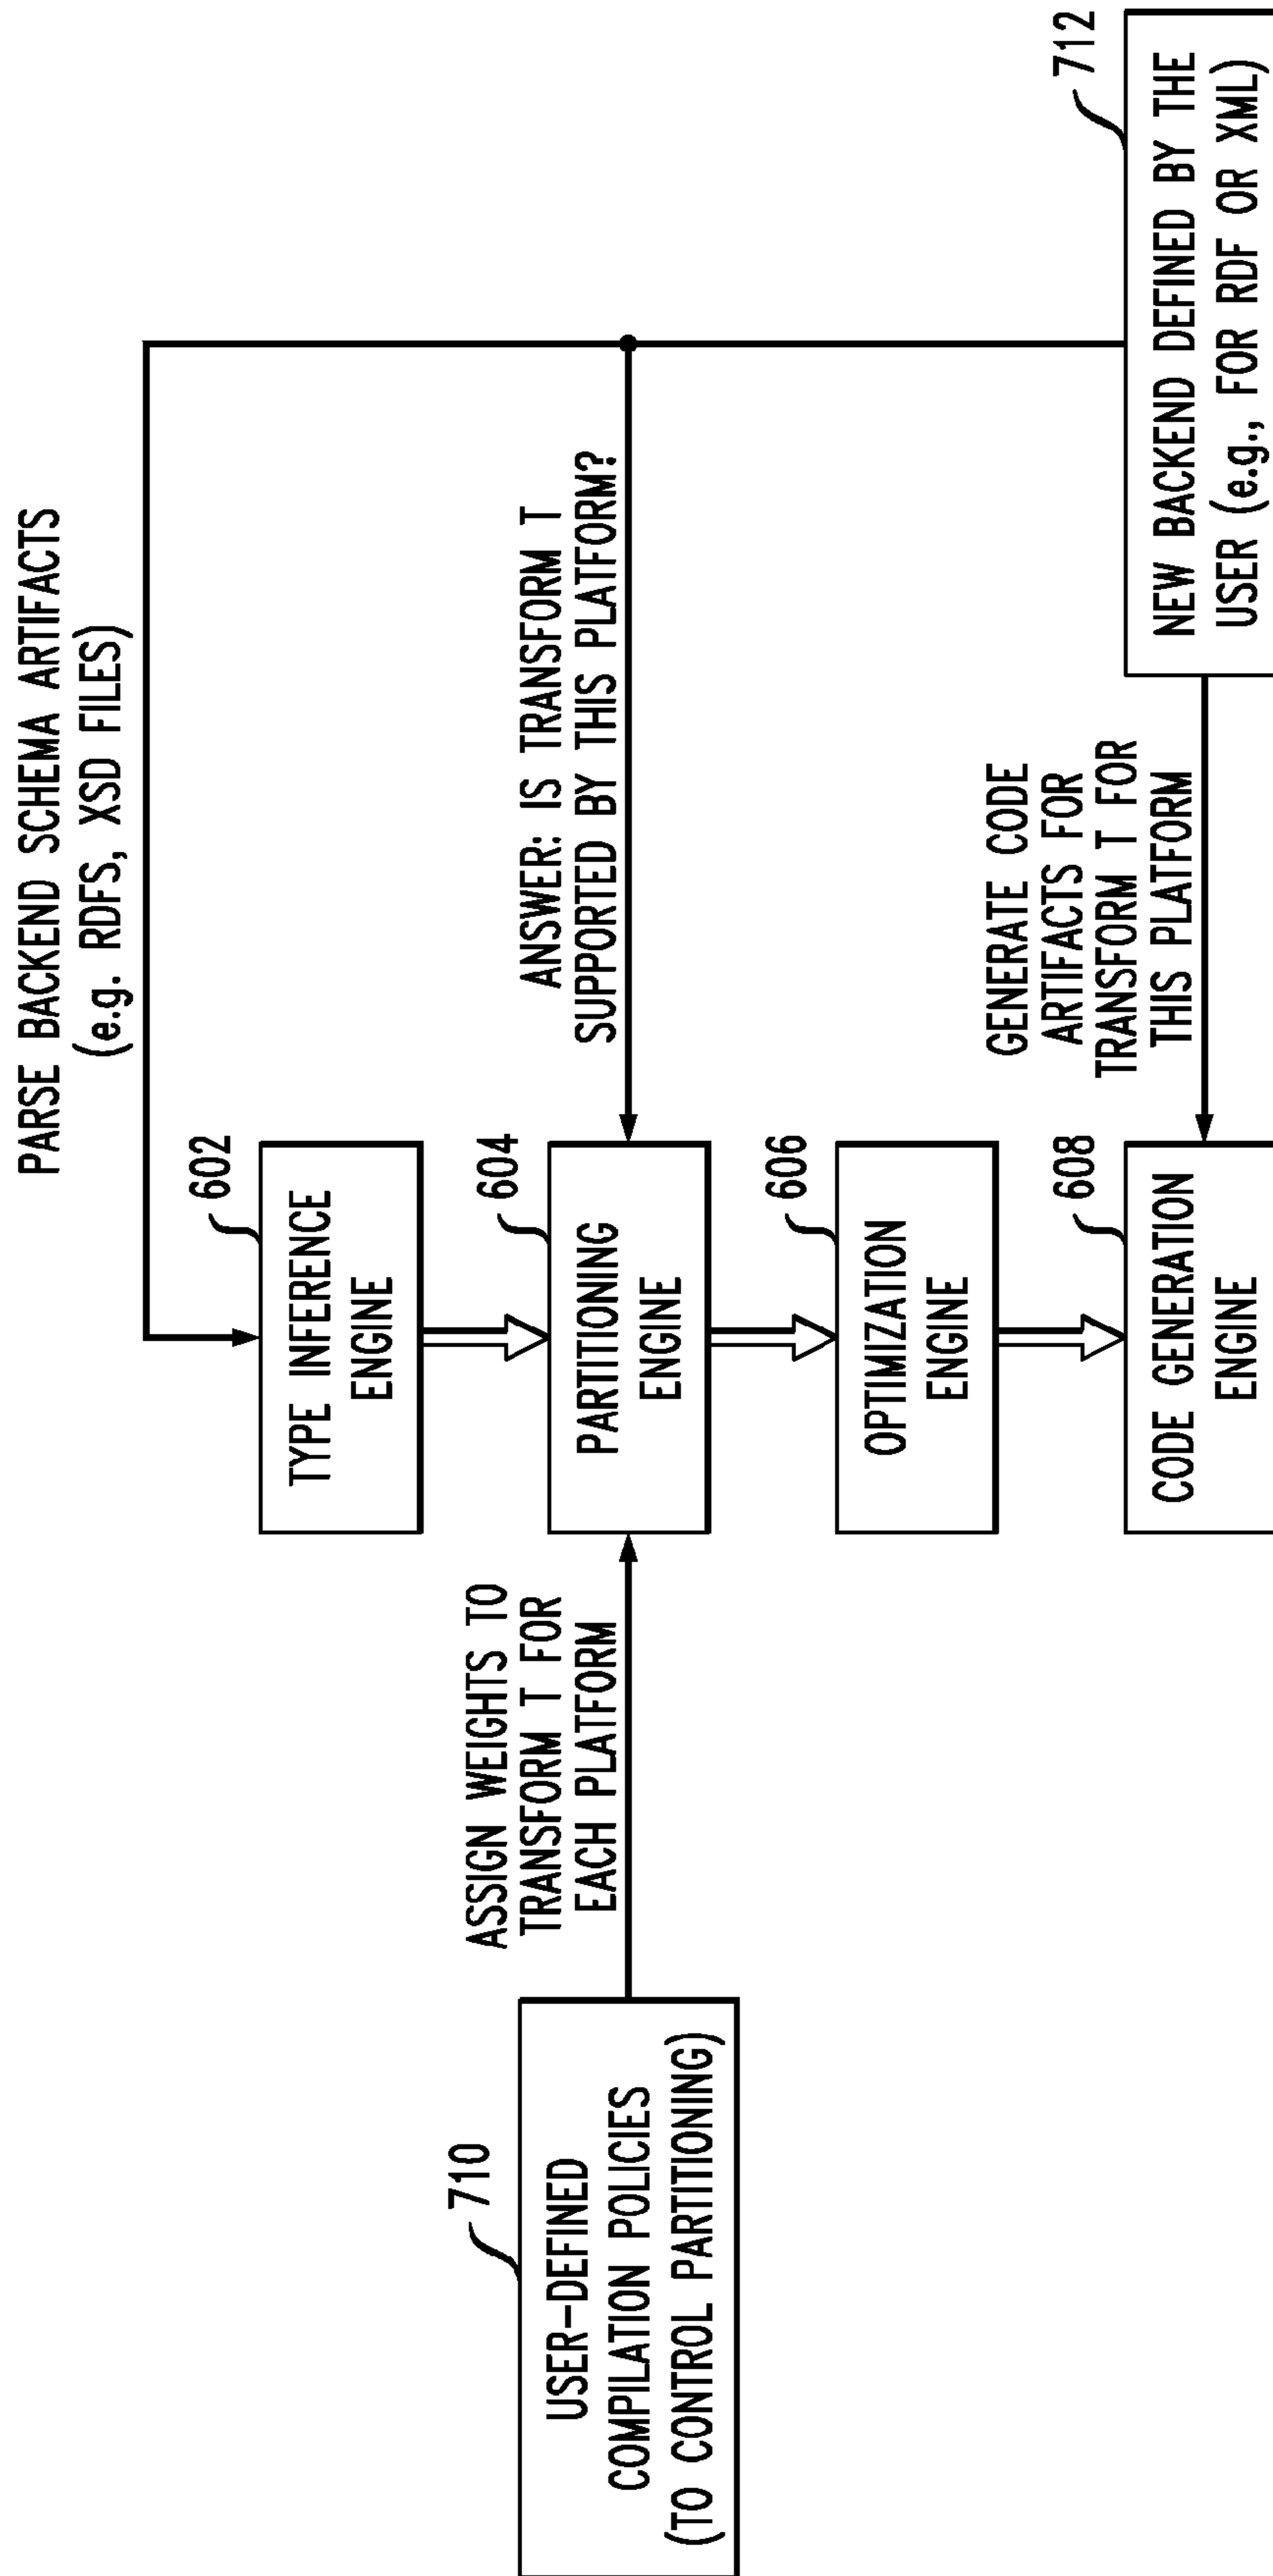 PARSE BACKEND SCHEMA ARTIFACTS
(e.g. RDFS, XSD FILES)
602
TYPE INFERENCE
ENGINE
ASSIGN WEIGHTS TO
TRANSFORM T FOR
EACH PLATFORM
710
USER-DEFINED
COMPILATION POLICIES
(TO CONTROL PARTITIONING)
604
PARTITIONING
ENGINE
ANSWER: IS TRANSFORM T
SUPPORTED BY THIS PLATFORM?
606
OPTIMIZATION
ENGINE
608
CODE GENERATION
ENGINE
GENERATE CODE
ARTIFACTS FOR
TRANSFORM T FOR
THIS PLATFORM
712
NEW BACKEND DEFINED BY THE
USER (e.g., FOR RDF OR XML)